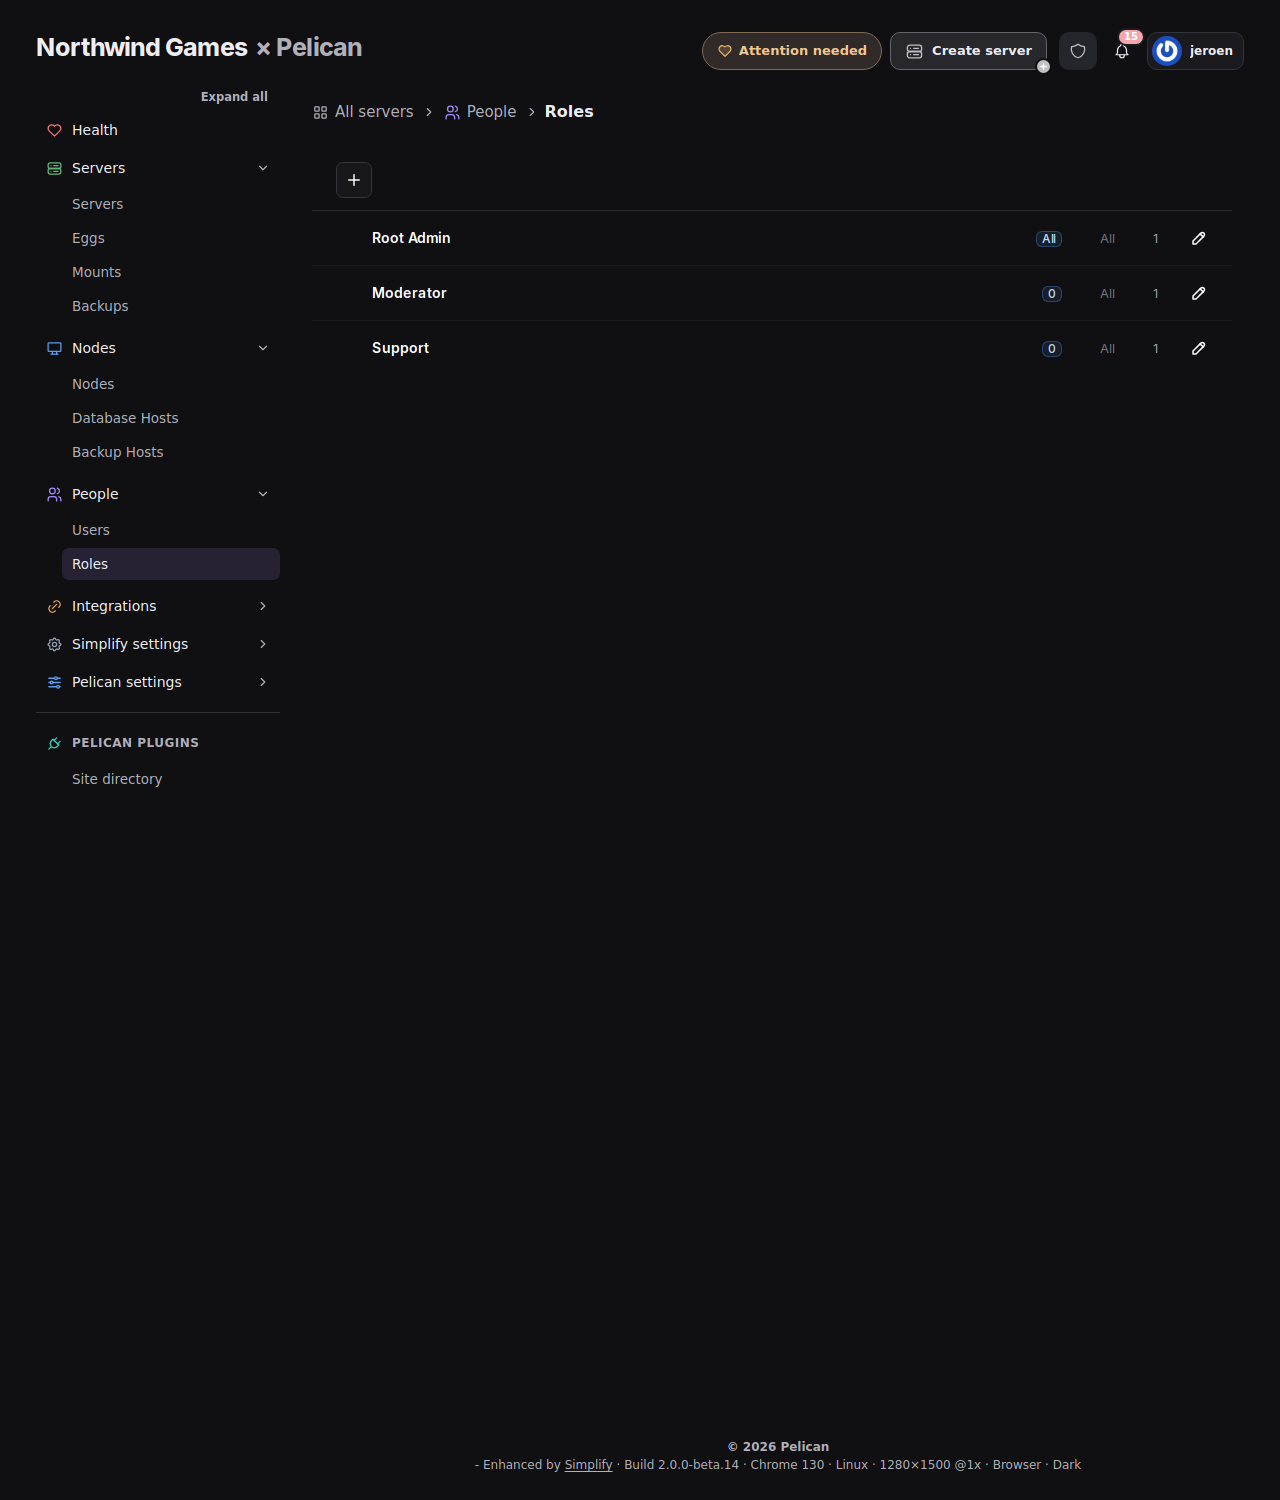 Northwind Games × Pelican
Attention needed
Create server
15
jeroen
Expand all
Health
Servers
Servers
Eggs
Mounts
Backups
Nodes
Nodes
Database Hosts
Backup Hosts
People
Users
Roles
Integrations
Simplify settings
Pelican settings
PELICAN PLUGINS
Site directory
All servers > People > Roles
Root Admin All All 1
Moderator 0 All 1
Support 0 All 1
© 2026 Pelican
- Enhanced by Simplify · Build 2.0.0-beta.14 · Chrome 130 · Linux · 1280×1500 @1x · Browser · Dark